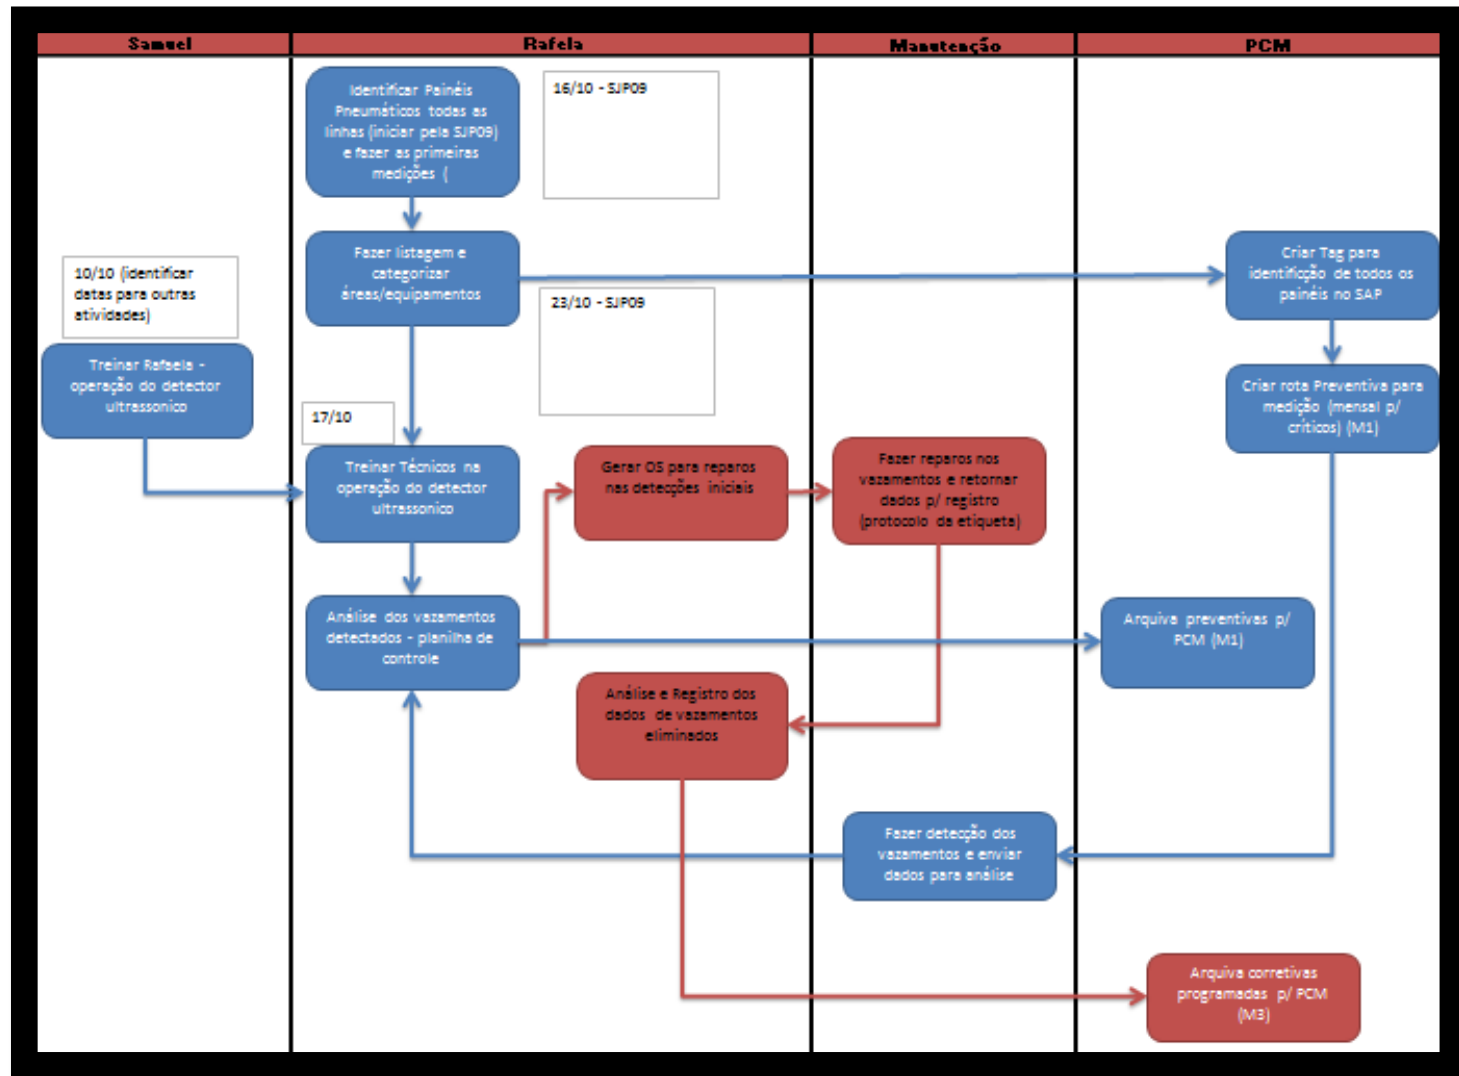 Samuel
Rafela
Manutenção
PCM
Identificar Painéis
Pneumáticos todas as
linhas (iniciar pela SJP09)
e fazer as primeiras
medições (
16/10 - SJP09
Fazer listagem e
categorizar
áreas/equipamentos
Criar Tag para
identificção de todos os
painéis no SAP
10/10 (identificar
datas para outras
atividades)
23/10 - SJP09
Treinar Rafaela -
operação do detector
ultrassonico
Criar rota Preventiva para
medição (mensal p/
críticos) (M1)
17/10
Treinar Técnicos na
operação do detector
ultrassonico
Gerar OS para reparos
nas detecções iniciais
Fazer reparos nos
vazamentos e retornar
dados p/ registro
(protocolo da etiqueta)
Análise dos vazamentos
detectados - planilha de
controle
Arquiva preventivas p/
PCM (M1)
Análise e Registro dos
dados de vazamentos
eliminados
Fazer detecção dos
vazamentos e enviar
dados para análise
Arquiva corretivas
programadas p/ PCM
(M3)